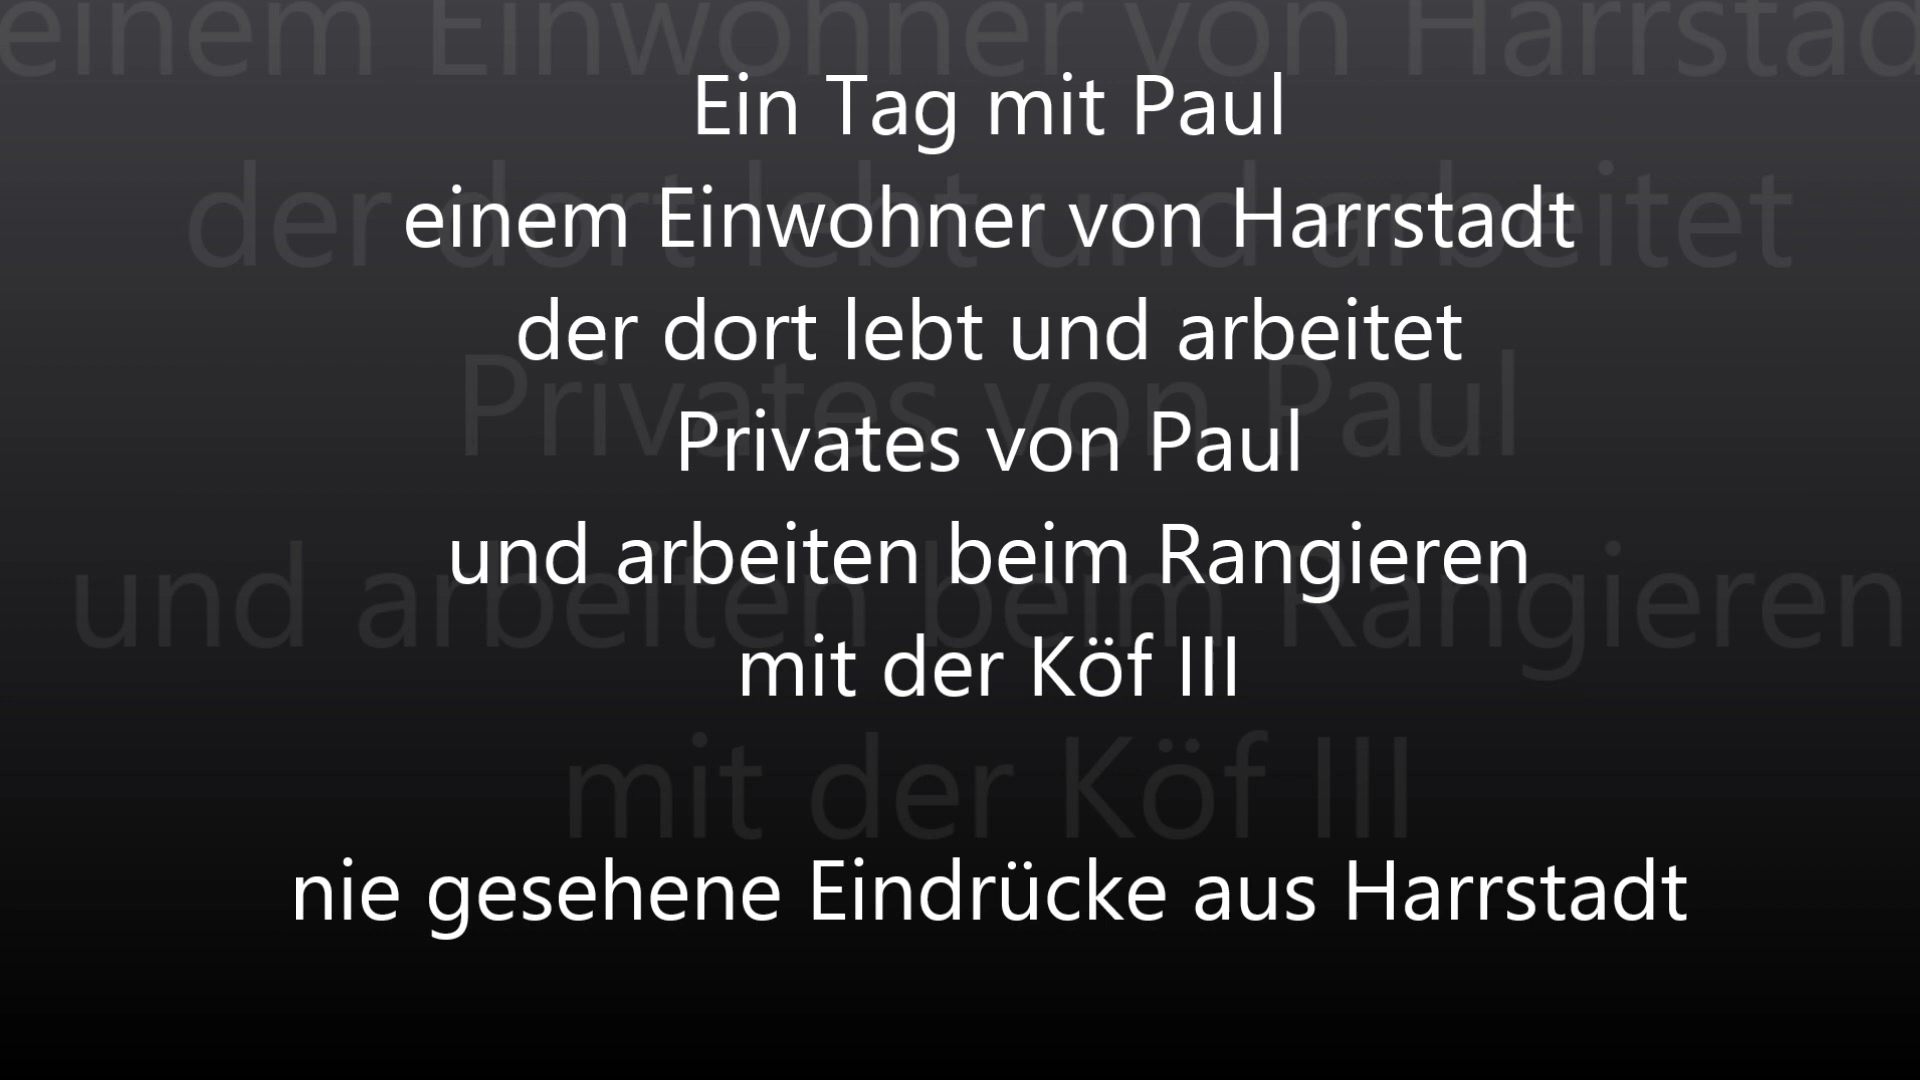 Ein Tag mit Paul
einem Einwohner von Harrstadt
der dort lebt und arbeitet
Privates von Paul
und arbeiten beim Rangieren
mit der Köf III
nie gesehene Eindrücke aus Harrstadt